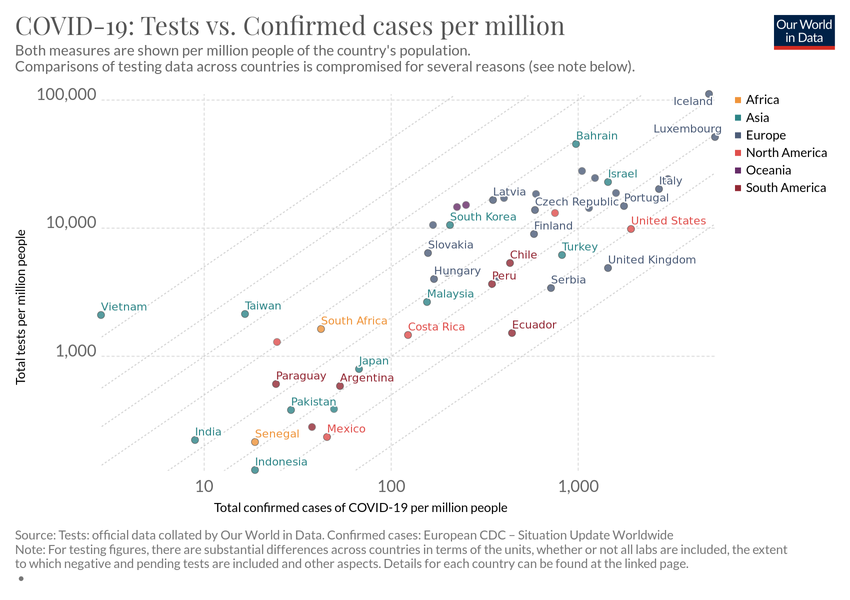 COVID-19: Tests vs. Confirmed cases per million
Both measures are shown per million people of the country's population.
Comparisons of testing data across countries is compromised for several reasons (see note below).
Our World
in Data
100,000
10,000
1,000
Total tests per million people
Iceland
Luxembourg
Bahrain
Israel
Italy
Latvia
Czech Republic
Portugal
South Korea
United States
Finland
Slovakia
Turkey
Chile
United Kingdom
Hungary
Peru
Serbia
Malaysia
Vietnam
Taiwan
South Africa
Costa Rica
Ecuador
Japan
Paraguay
Argentina
Pakistan
India
Senegal
Mexico
Indonesia
Africa
Asia
Europe
North America
Oceania
South America
10
100
1,000
Total confirmed cases of COVID-19 per million people
Source: Tests: official data collated by Our World in Data. Confirmed cases: European CDC – Situation Update Worldwide
Note: For testing figures, there are substantial differences across countries in terms of the units, whether or not all labs are included, the extent
to which negative and pending tests are included and other aspects. Details for each country can be found at the linked page.